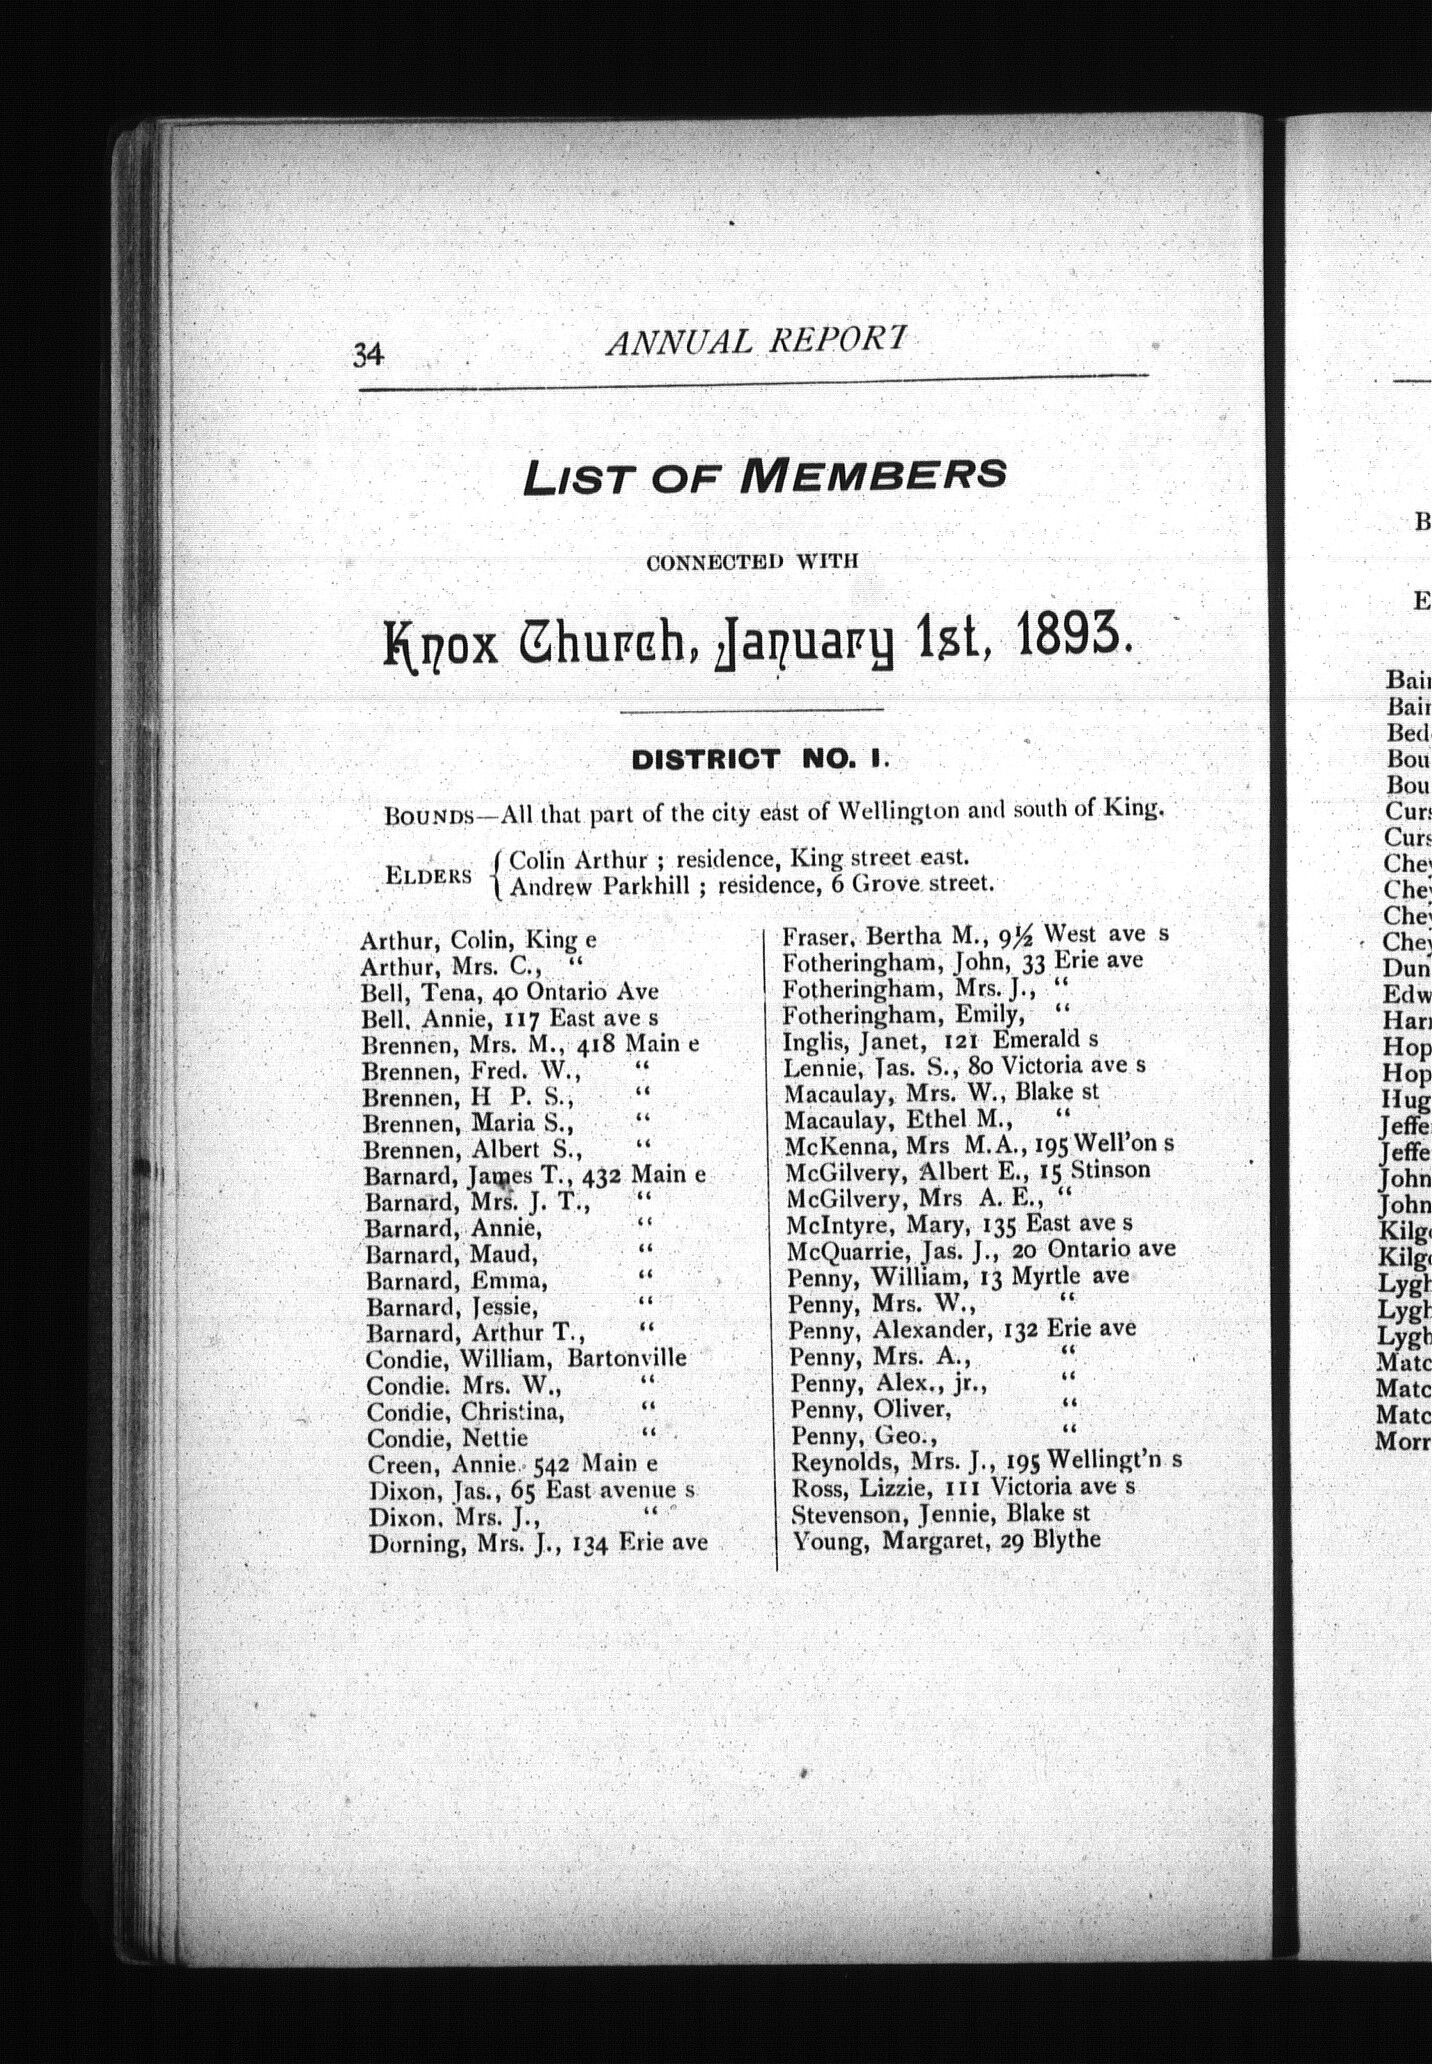 34
ANNUAL REPORT
LIST OF MEMBERS
CONNECTED WITH
Knox Church, January 1st, 1893.
DISTRICT NO. I.
BOUNDS—All that part of the city east of Wellington and south of King.
ELDERS { Colin Arthur ; residence, King street east.
Andrew Parkhill ; residence, 6 Grove street.
Arthur, Colin, King e
Arthur, Mrs. C., “
Bell, Tena, 40 Ontario Ave
Bell. Annie, 117 East ave s
Brennen, Mrs. M., 418 Main e
Brennen, Fred. W., “
Brennen, H P. S., “
Brennen, Maria S., “
Brennen, Albert S., “
Barnard, James T., 432 Main e
Barnard, Mrs. J. T., “
Barnard, Annie, “
Barnard, Maud, “
Barnard, Emma, “
Barnard, Jessie, “
Barnard, Arthur T., “
Condie, William, Bartonville
Condie. Mrs. W., “
Condie, Christina, “
Condie, Nettie “
Creen, Annie. 542 Main e
Dixon, Jas., 65 East avenue s
Dixon. Mrs. J., “
Dorning, Mrs. J., 134 Erie ave
Fraser, Bertha M., 9½ West ave s
Fotheringham, John, 33 Erie ave
Fotheringham, Mrs. J., “
Fotheringham, Emily, “
Inglis, Janet, 121 Emerald s
Lennie, Jas. S., 80 Victoria ave s
Macaulay, Mrs. W., Blake st
Macaulay, Ethel M., “
McKenna, Mrs M. A., 195 Well’on s
McGilvery, Albert E., 15 Stinson
McGilvery, Mrs A. E., “
McIntyre, Mary, 135 East ave s
McQuarrie, Jas. J., 20 Ontario ave
Penny, William, 13 Myrtle ave
Penny, Mrs. W., “
Penny, Alexander, 132 Erie ave
Penny, Mrs. A., “
Penny, Alex., jr., “
Penny, Oliver, “
Penny, Geo., “
Reynolds, Mrs. J., 195 Wellingt’n s
Ross, Lizzie, 111 Victoria ave s
Stevenson, Jennie, Blake st
Young, Margaret, 29 Blythe